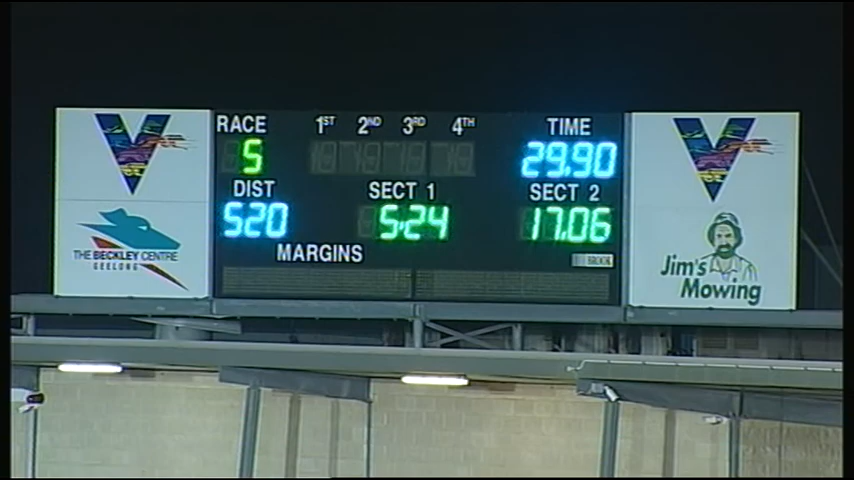 RACE 1ST 2ND 3RD 4TH TIME
5 29.90
DIST SECT 1 SECT 2
520 5.24 17.06
MARGINS
V
THE BECKLEY CENTRE
GEELONG
V
Jim's
Mowing